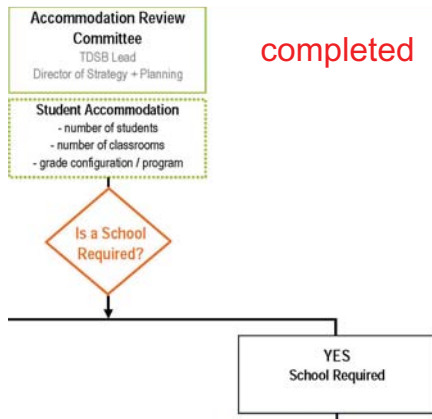 Accommodation Review
Committee
TDSB Lead
Director of Strategy + Planning
completed
Student Accommodation
- number of students
- number of classrooms
- grade configuration / program
Is a School
Required?
YES
School Required